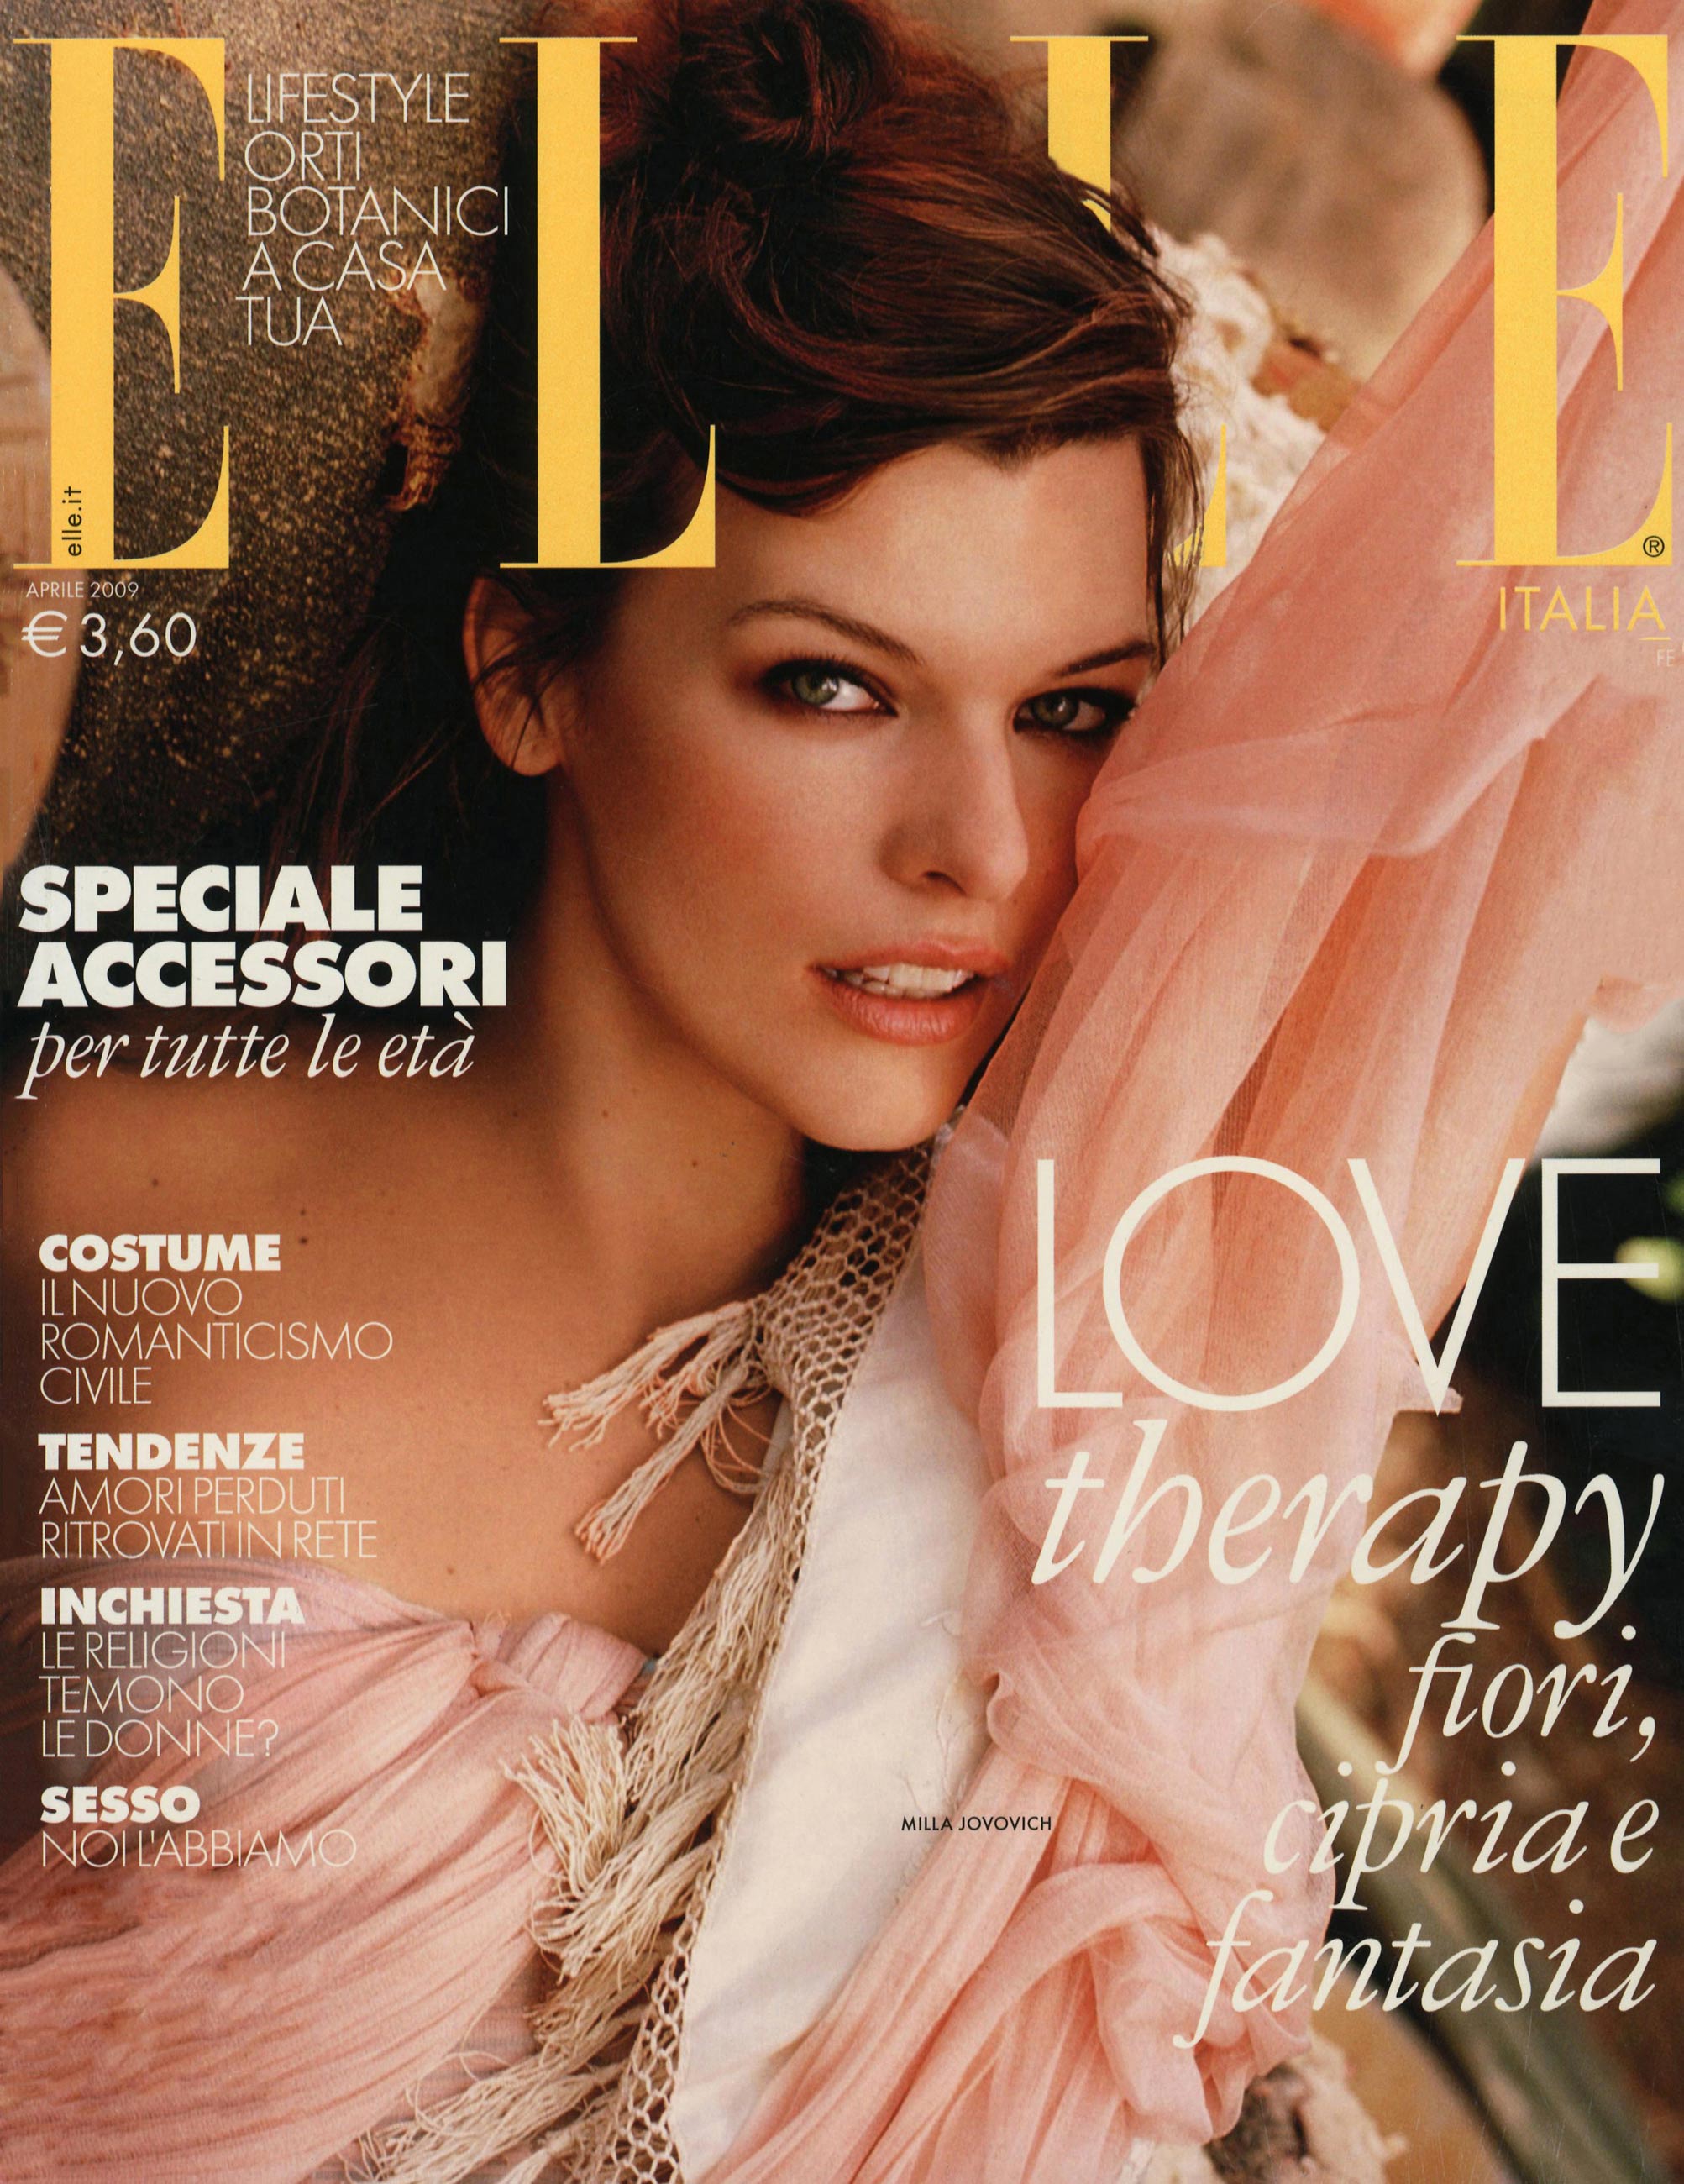 ELLE
LIFESTYLE
ORTI
BOTANICI
A CASA
TUA
elle.it
®
APRILE 2009
€3,60
ITALIA
FE
SPECIALE
ACCESSORI
per tutte le età
COSTUME
IL NUOVO
ROMANTICISMO
CIVILE
TENDENZE
AMORI PERDUTI
RITROVATI IN RETE
INCHIESTA
LE RELIGIONI
TEMONO
LE DONNE?
SESSO
NOI L'ABBIAMO
LOVE
therapy
fiori,
cipria e
fantasia
MILLA JOVOVICH